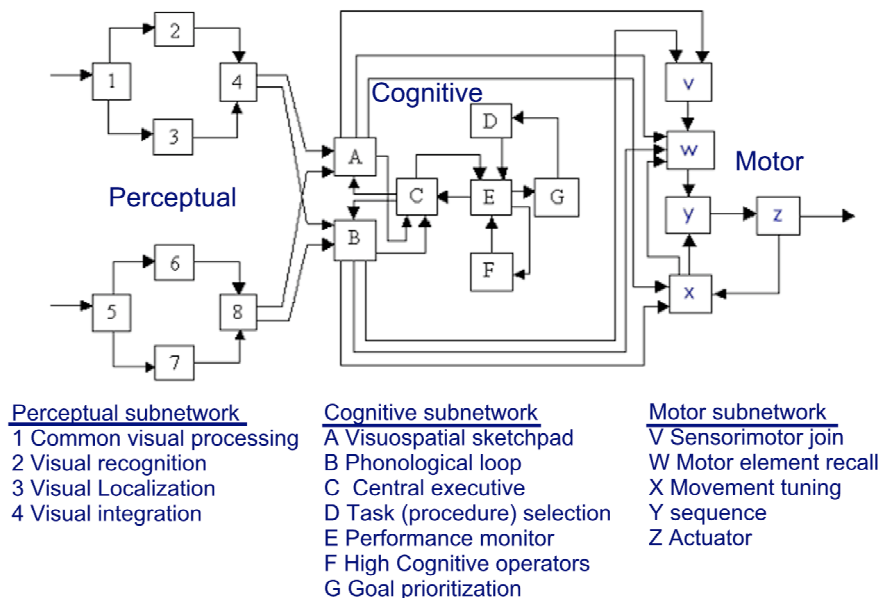 2
1
4
3
Cognitive
v
D
A
w
Motor
Perceptual
C
E
G
B
y
z
6
F
x
5
8
7
Perceptual subnetwork
1 Common visual processing
2 Visual recognition
3 Visual Localization
4 Visual integration
Cognitive subnetwork
A Visuospatial sketchpad
B Phonological loop
C Central executive
D Task (procedure) selection
E Performance monitor
F High Cognitive operators
G Goal prioritization
Motor subnetwork
V Sensorimotor join
W Motor element recall
X Movement tuning
Y sequence
Z Actuator